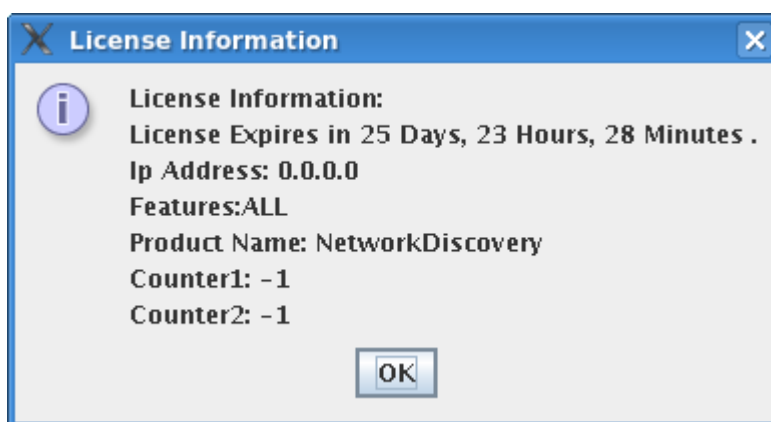 License Information
License Information:
License Expires in 25 Days, 23 Hours, 28 Minutes .
Ip Address: 0.0.0.0
Features:ALL
Product Name: NetworkDiscovery
Counter1: -1
Counter2: -1
OK